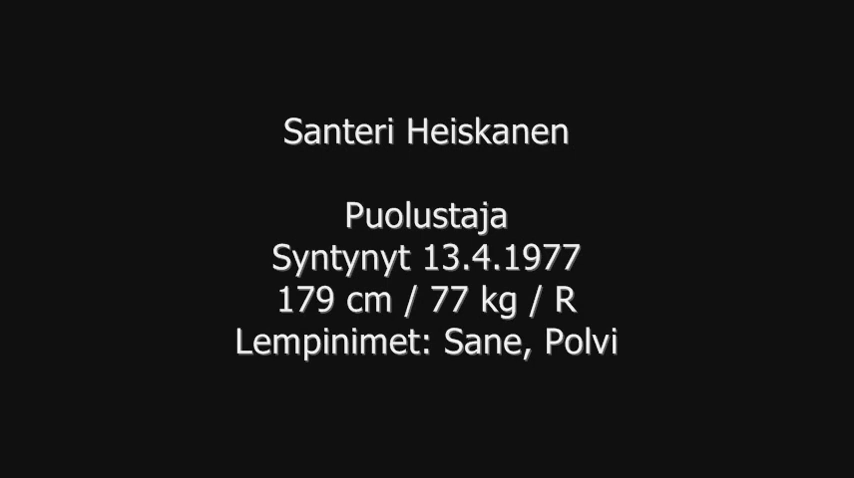 Santeri Heiskanen
Puolustaja
Syntynyt 13.4.1977
179 cm / 77 kg / R
Lempinimet: Sane, Polvi